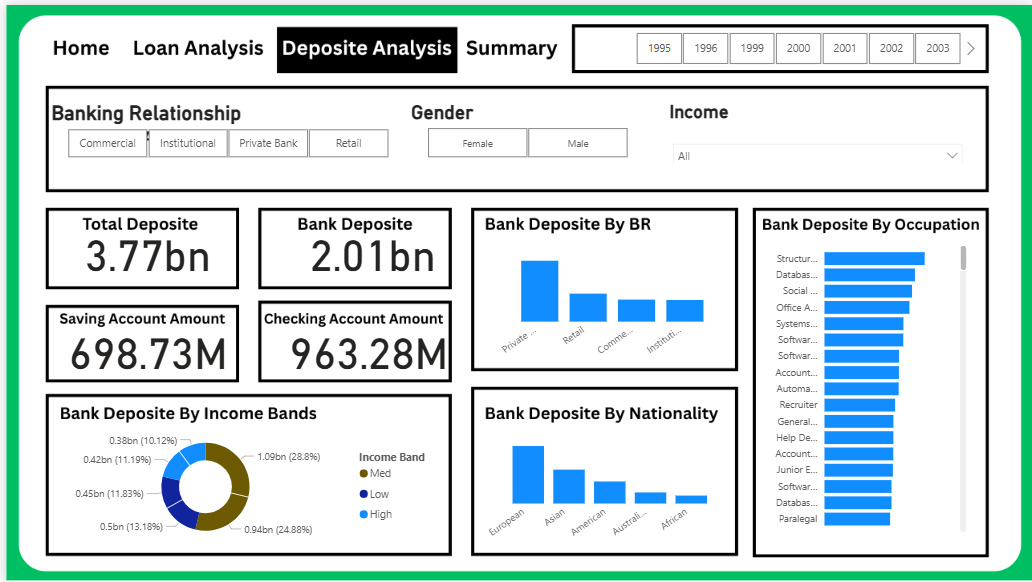 Home Loan Analysis Deposite Analysis Summary
1995 1996 1999 2000 2001 2002 2003
Banking Relationship
Commercial Institutional Private Bank Retail
Gender
Female Male
Income
All
Total Deposite
3.77bn
Bank Deposite
2.01bn
Saving Account Amount
698.73M
Checking Account Amount
963.28M
Bank Deposite By Income Bands
0.38bn (10.12%)
0.42bn (11.19%)
0.45bn (11.83%)
0.5bn (13.18%)
1.09bn (28.8%)
0.94bn (24.88%)
Income Band
Med
Low
High
Bank Deposite By BR
Private ...
Retail
Comme...
Instituti...
Bank Deposite By Nationality
European
Asian
American
Australi...
African
Bank Deposite By Occupation
Structur...
Databas...
Social ...
Office A...
Systems...
Softwar...
Softwar...
Account...
Automa...
Recruiter
General...
Help De...
Account...
Junior E...
Softwar...
Databas...
Paralegal